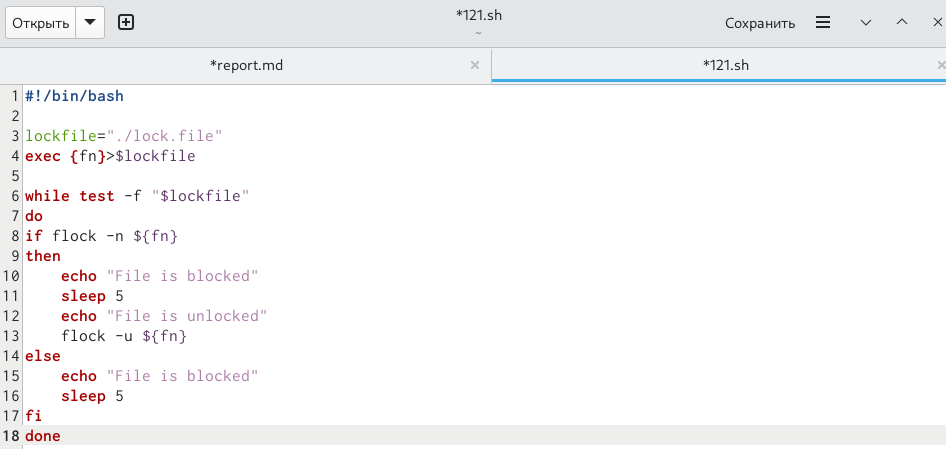 Открыть
*121.sh
~
Сохранить
*report.md
*121.sh
1 #!/bin/bash
2
3 lockfile="./lock.file"
4 exec {fn}>$lockfile
5
6 while test -f "$lockfile"
7 do
8 if flock -n ${fn}
9 then
10     echo "File is blocked"
11     sleep 5
12     echo "File is unlocked"
13     flock -u ${fn}
14 else
15     echo "File is blocked"
16     sleep 5
17 fi
18 done